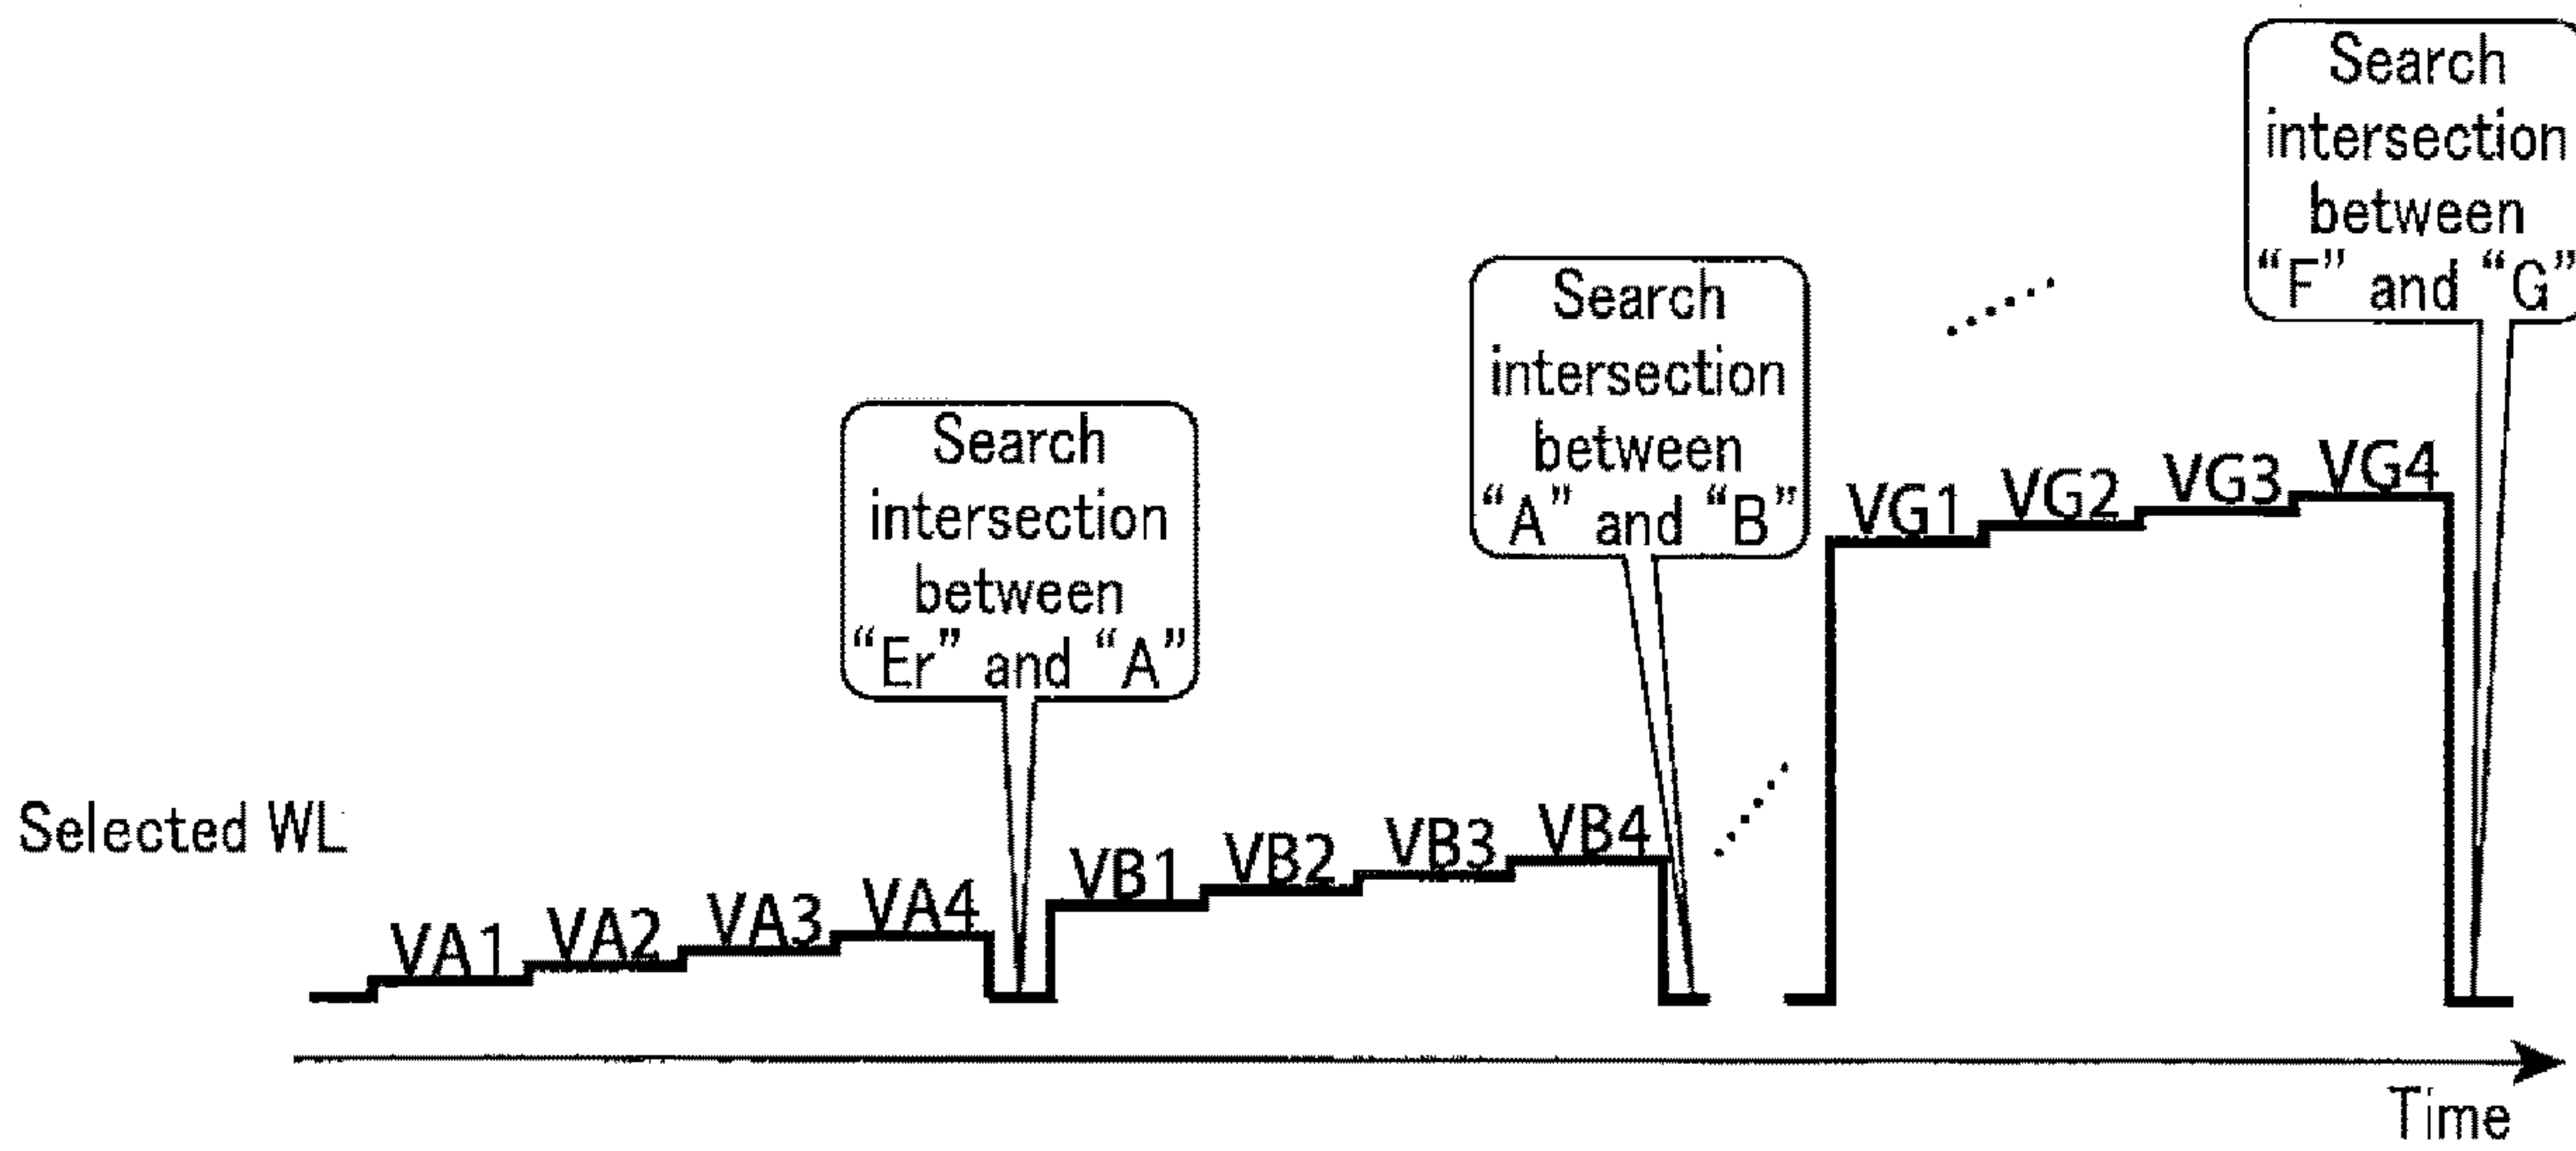 Search
intersection
between
“F” and “G”
Search
intersection
between
“A” and “B”
Search
intersection
between
“Er” and “A”
VG1 VG2 VG3 VG4
Selected WL
VB1 VB2 VB3 VB4
VA1 VA2 VA3 VA4
Time